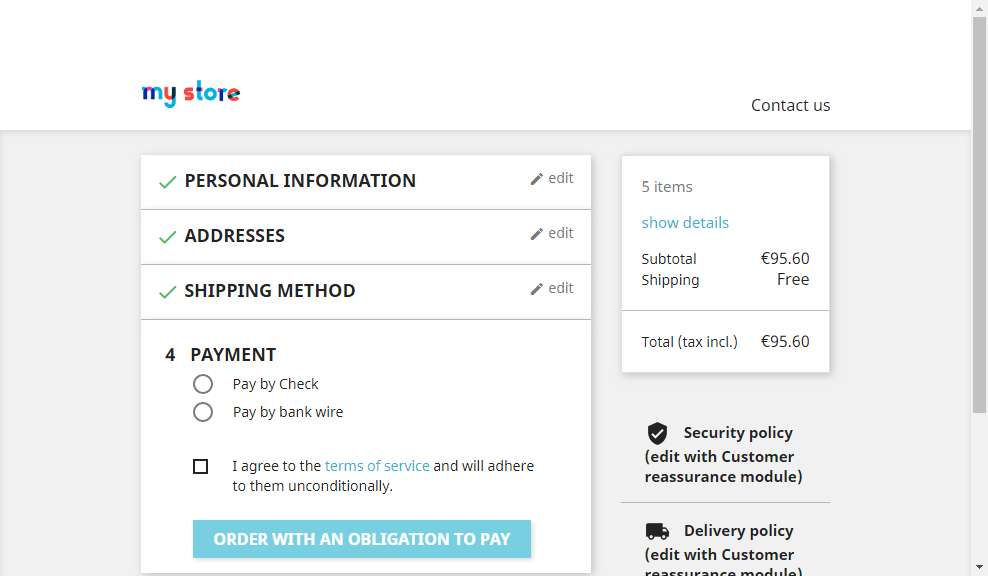 my store
Contact us
PERSONAL INFORMATION
edit
ADDRESSES
edit
SHIPPING METHOD
edit
4 PAYMENT
Pay by Check
Pay by bank wire
I agree to the terms of service and will adhere
to them unconditionally.
ORDER WITH AN OBLIGATION TO PAY
5 items
show details
Subtotal €95.60
Shipping Free
Total (tax incl.) €95.60
Security policy
(edit with Customer
reassurance module)
Delivery policy
(edit with Customer
reassurance module)